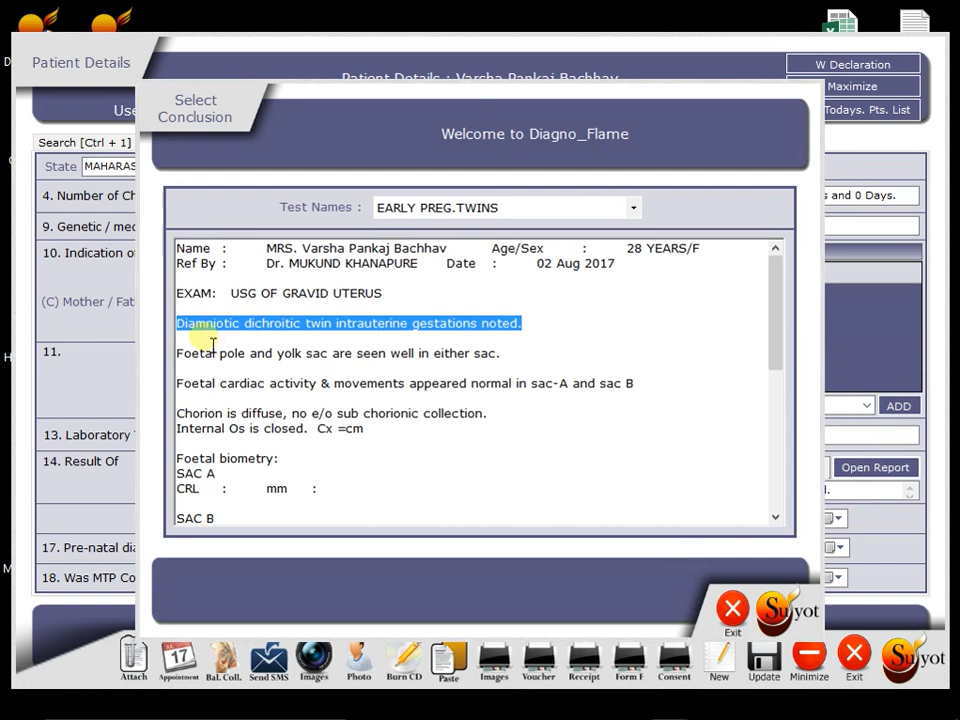 Patient Details
Patient Details : Varsha Pankaj Bachhav
W Declaration
Maximize
Todays. Pts. List
Select
Conclusion
Welcome to Diagno_Flame
Search [Ctrl + 1]
State
4. Number of Ch
s and 0 Days.
9. Genetic / med
10. Indication of
(C) Mother / Fat
11.
ADD
13. Laboratory
14. Result Of
Open Report
17. Pre-natal dia
18. Was MTP Co
Test Names :
EARLY PREG.TWINS
Name : MRS. Varsha Pankaj Bachhav Age/Sex : 28 YEARS/F
Ref By : Dr. MUKUND KHANAPURE Date : 02 Aug 2017
EXAM: USG OF GRAVID UTERUS
Diamniotic dichroitic twin intrauterine gestations noted.
Foetal pole and yolk sac are seen well in either sac.
Foetal cardiac activity & movements appeared normal in sac-A and sac B
Chorion is diffuse, no e/o sub chorionic collection.
Internal Os is closed. Cx =cm
Foetal biometry:
SAC A
CRL : mm :
SAC B
Exit
Suyot
Attach
Appointment
Bal. Coll.
Send SMS
Images
Photo
Burn CD
Paste
Images
Voucher
Receipt
Form F
Consent
New
Update
Minimize
Exit
Suyot